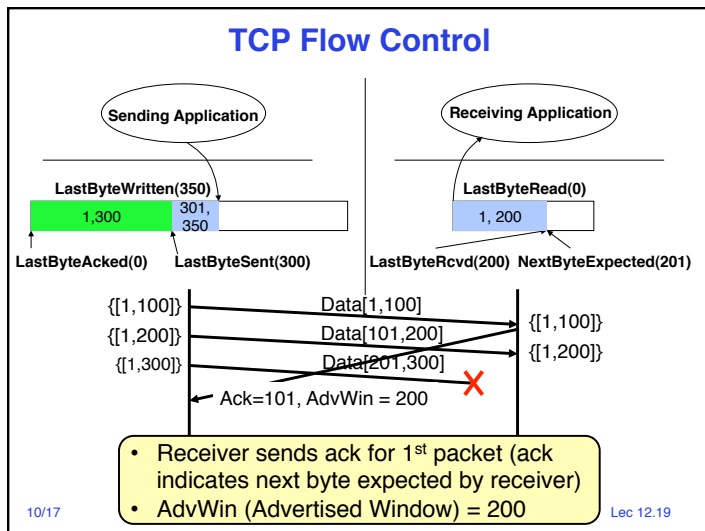 TCP Flow Control
Sending Application
Receiving Application
LastByteWritten(350)
LastByteRead(0)
1,300
301,
350
1, 200
LastByteAcked(0)
LastByteSent(300)
LastByteRcvd(200)
NextByteExpected(201)
{[1,100]}
Data[1,100]
{[1,100]}
{[1,200]}
Data[101,200]
{[1,200]}
{[1,300]}
Data[201,300]
Ack=101, AdvWin = 200
• Receiver sends ack for 1st packet (ack
indicates next byte expected by receiver)
• AdvWin (Advertised Window) = 200
10/17
Lec 12.19